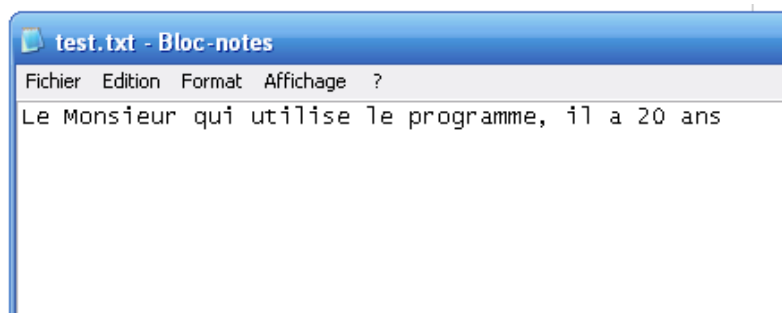 test.txt - Bloc-notes
Fichier Edition Format Affichage ?
Le Monsieur qui utilise le programme, il a 20 ans